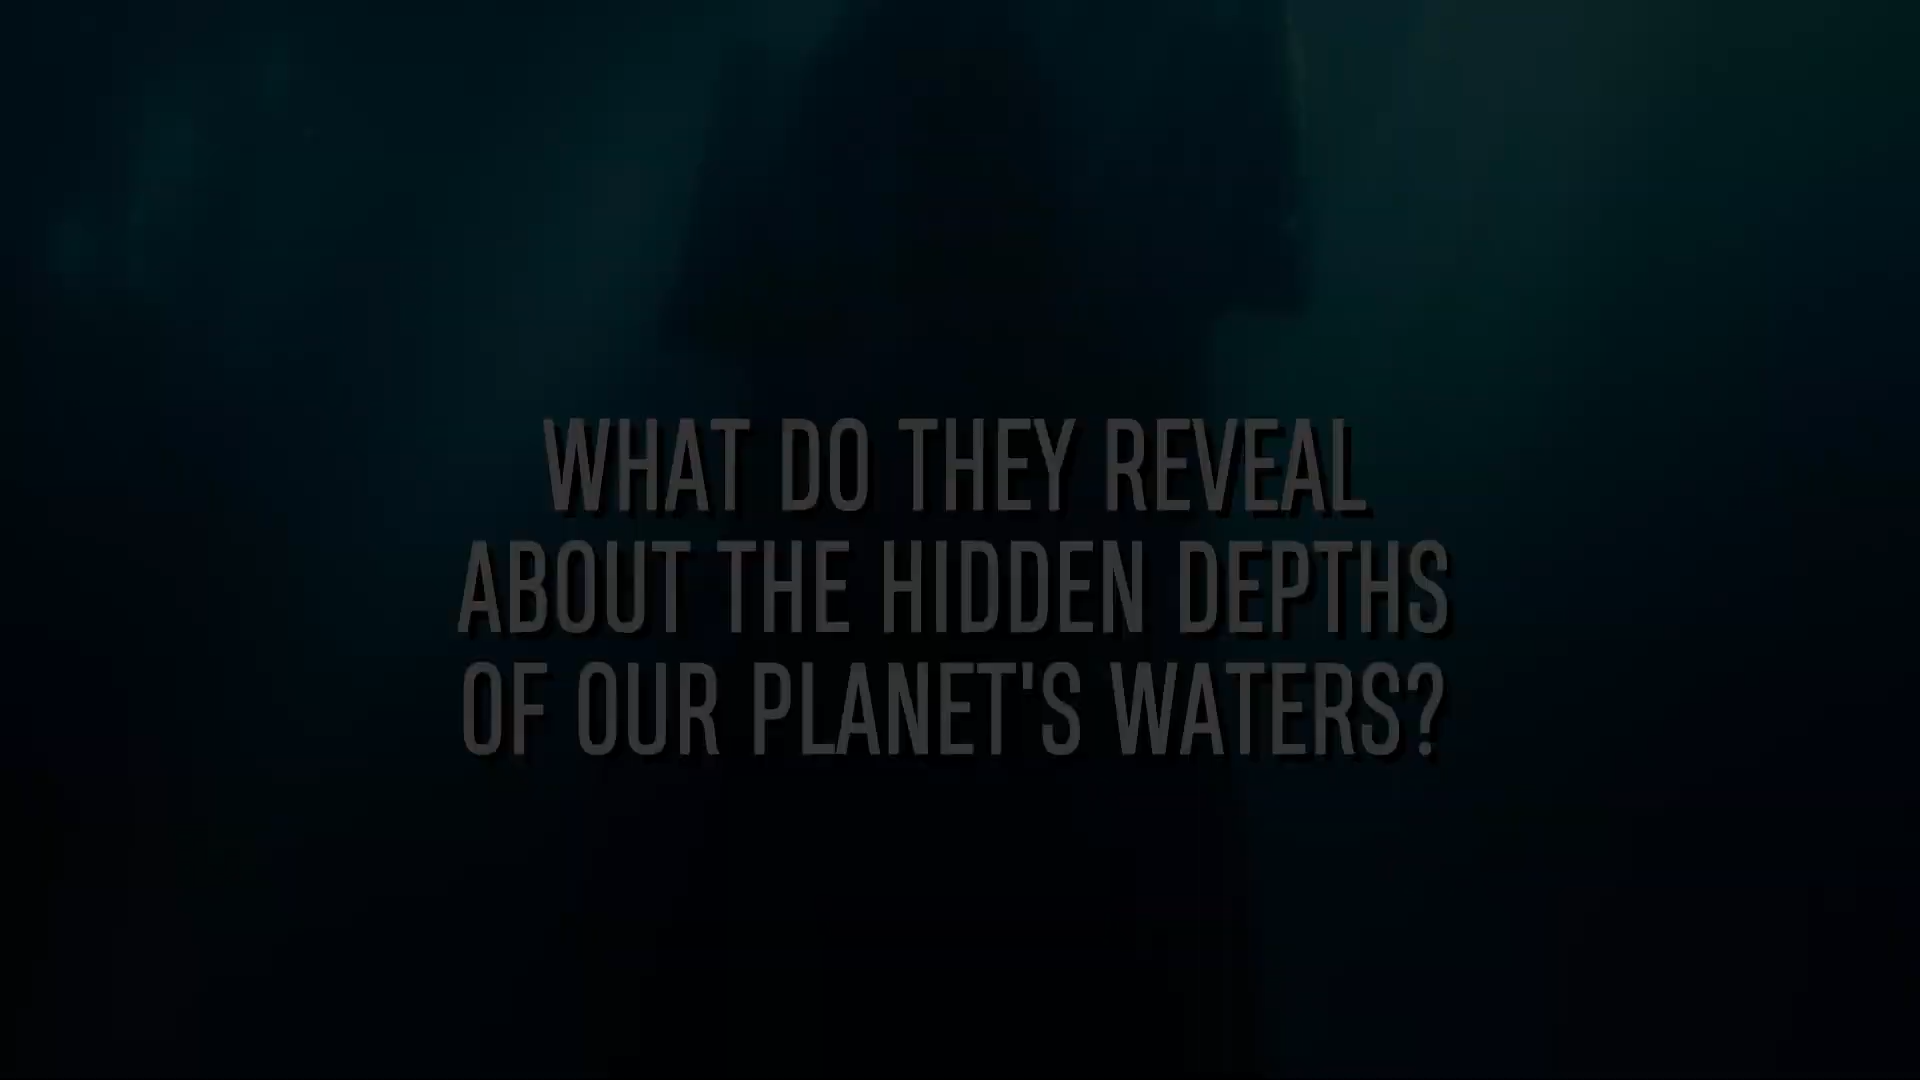 WHAT DO THEY REVEAL
ABOUT THE HIDDEN DEPTHS
OF OUR PLANET'S WATERS?